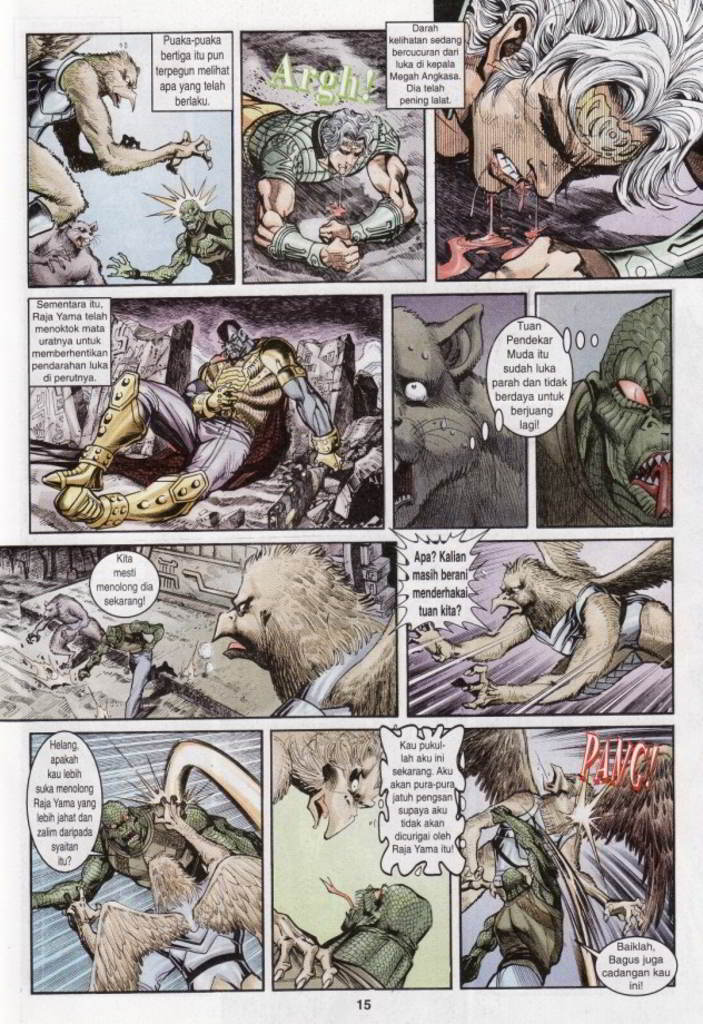 Puaka-puaka
bertiga itu pun
terpegun melihat
apa yang telah
berlaku.
Argh!
Darah
kelihatan sedang
bercucuran dari
luka di kepala
Megah Angkasa.
Dia telah
pening lalat.
Sementara itu,
Raja Yama telah
menoktok mata
uratnya untuk
memberhentikan
pendarahan luka
di perutnya.
Tuan
Pendekar
Muda itu
sudah luka
parah dan tidak
berdaya untuk
berjuang
lagi!
Kita
mesti
menolong dia
sekarang!
Apa? Kalian
masih berani
menderhakai
tuan kita?
Helang,
apakah
kau lebih
suka menolong
Raja Yama yang
lebih jahat dan
zalim daripada
syaitan
itu?
Kau pukul-
lah aku ini
sekarang. Aku
akan pura-pura
jatuh pengsan
supaya aku
tidak akan
dicurigai oleh
Raja Yama itu!
PANG!
Baiklah,
Bagus juga
cadangan kau
ini!
15